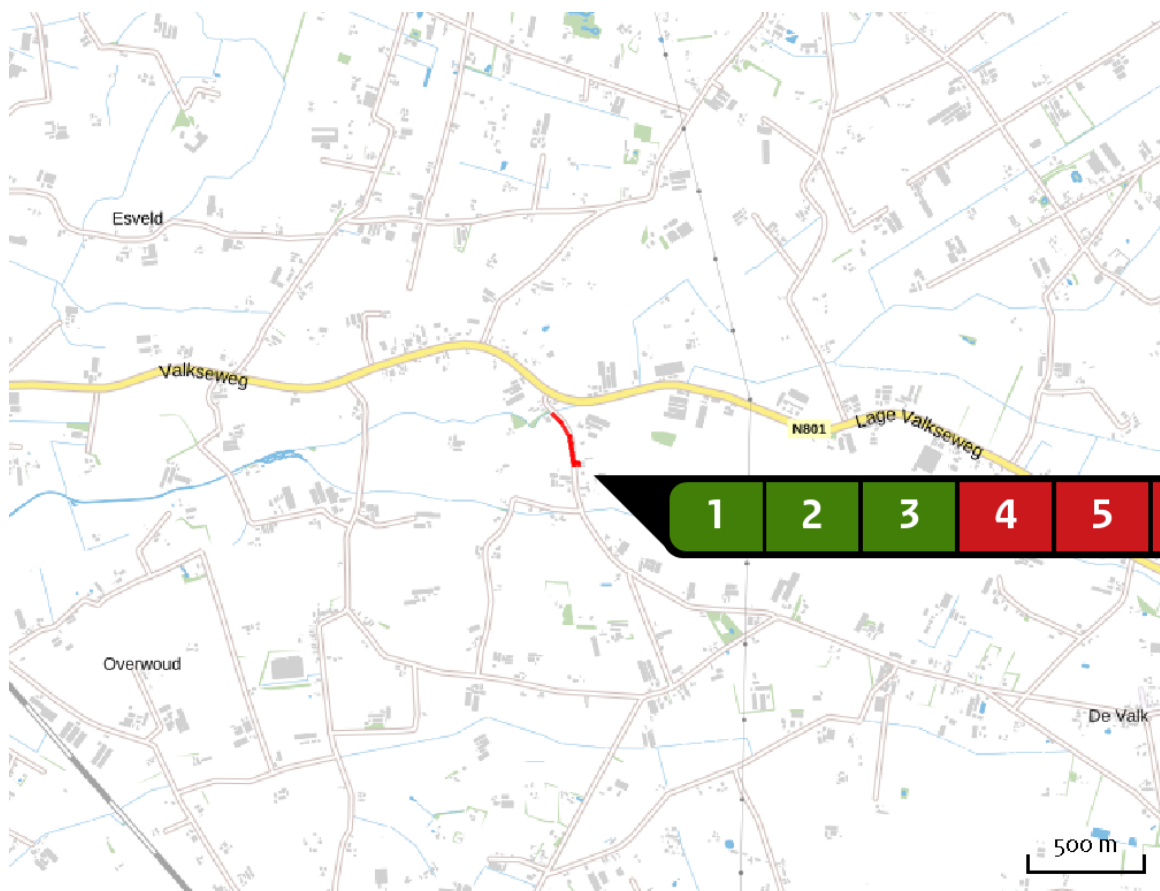 Esveld
Valkseweg
N801
Lage Valkseweg
1 2 3 4 5
Overwoud
De Valk
500 m